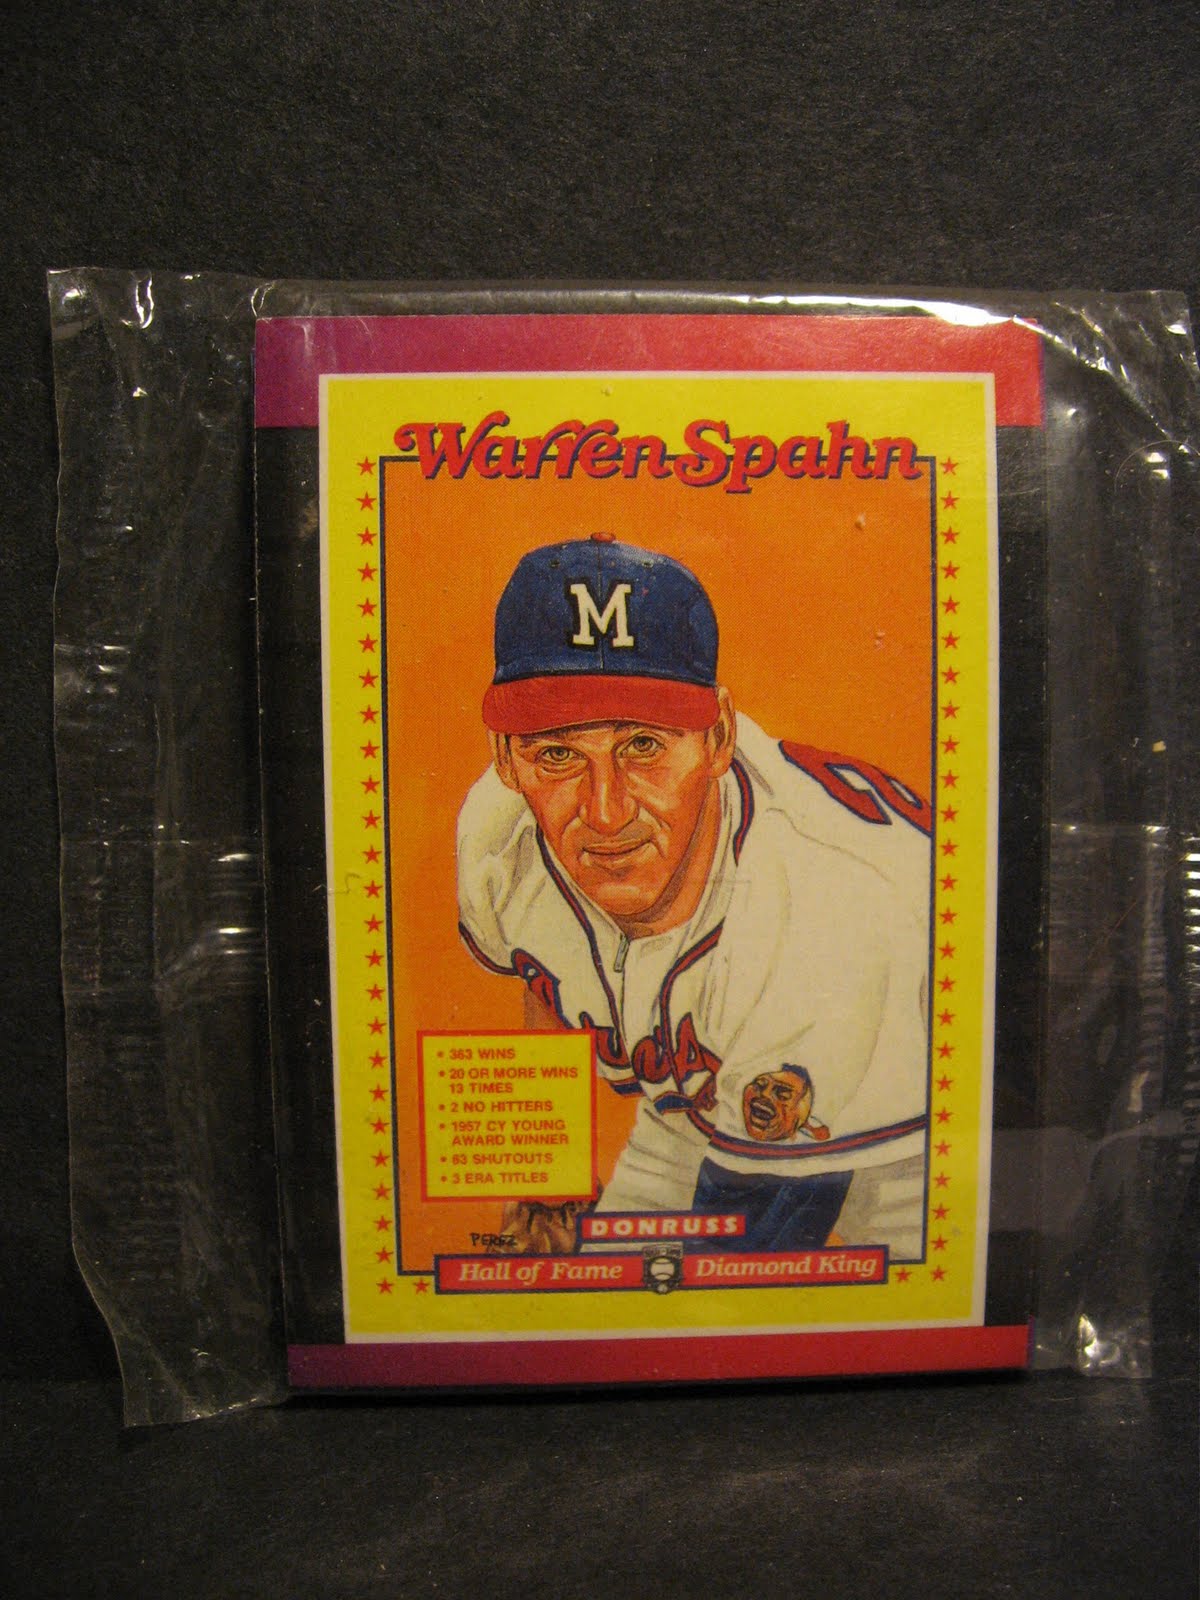 Warren Spahn
M
• 363 WINS
• 20 OR MORE WINS
13 TIMES
• 2 NO HITTERS
• 1957 CY YOUNG
AWARD WINNER
• 63 SHUTOUTS
• 3 ERA TITLES
PEREZ
DONRUSS
Hall of Fame Diamond King